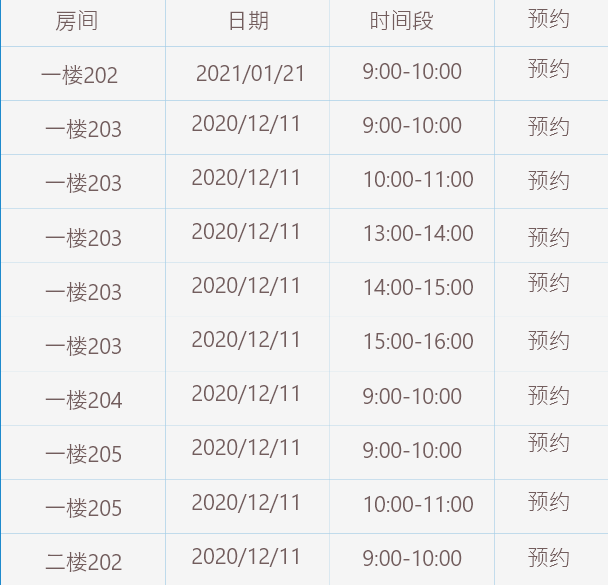 房间 日期 时间段 预约
一楼202 2021/01/21 9:00-10:00 预约
一楼203 2020/12/11 9:00-10:00 预约
一楼203 2020/12/11 10:00-11:00 预约
一楼203 2020/12/11 13:00-14:00 预约
一楼203 2020/12/11 14:00-15:00 预约
一楼203 2020/12/11 15:00-16:00 预约
一楼204 2020/12/11 9:00-10:00 预约
一楼205 2020/12/11 9:00-10:00 预约
一楼205 2020/12/11 10:00-11:00 预约
二楼202 2020/12/11 9:00-10:00 预约